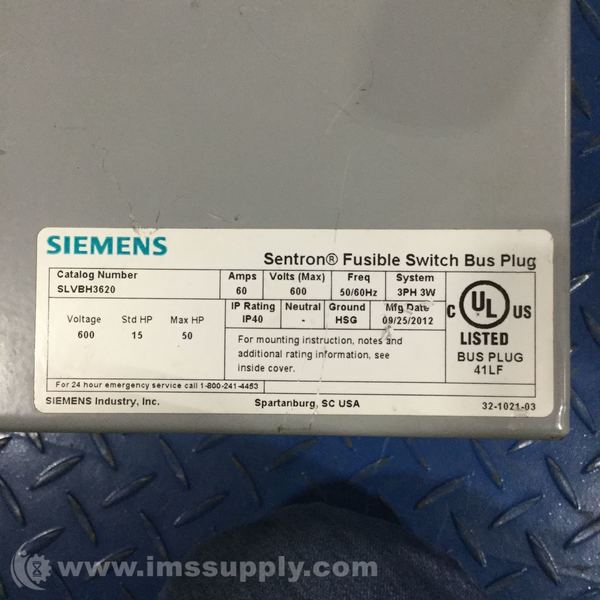 SIEMENS
Sentron® Fusible Switch Bus Plug
Catalog Number
SLVBH3620
Amps
60
Volts (Max)
600
Freq
50/60Hz
System
3PH 3W
Voltage Std HP Max HP
600 15 50
IP Rating
IP40
Neutral
-
Ground
HSG
Mfg Date
09/25/2012
For mounting instruction, notes and
additional rating information, see
inside cover.
C UL US
LISTED
BUS PLUG
41LF
For 24 hour emergency service call 1-800-241-4453
SIEMENS Industry, Inc. Spartanburg, SC USA 32-1021-03
© www.imssupply.com/